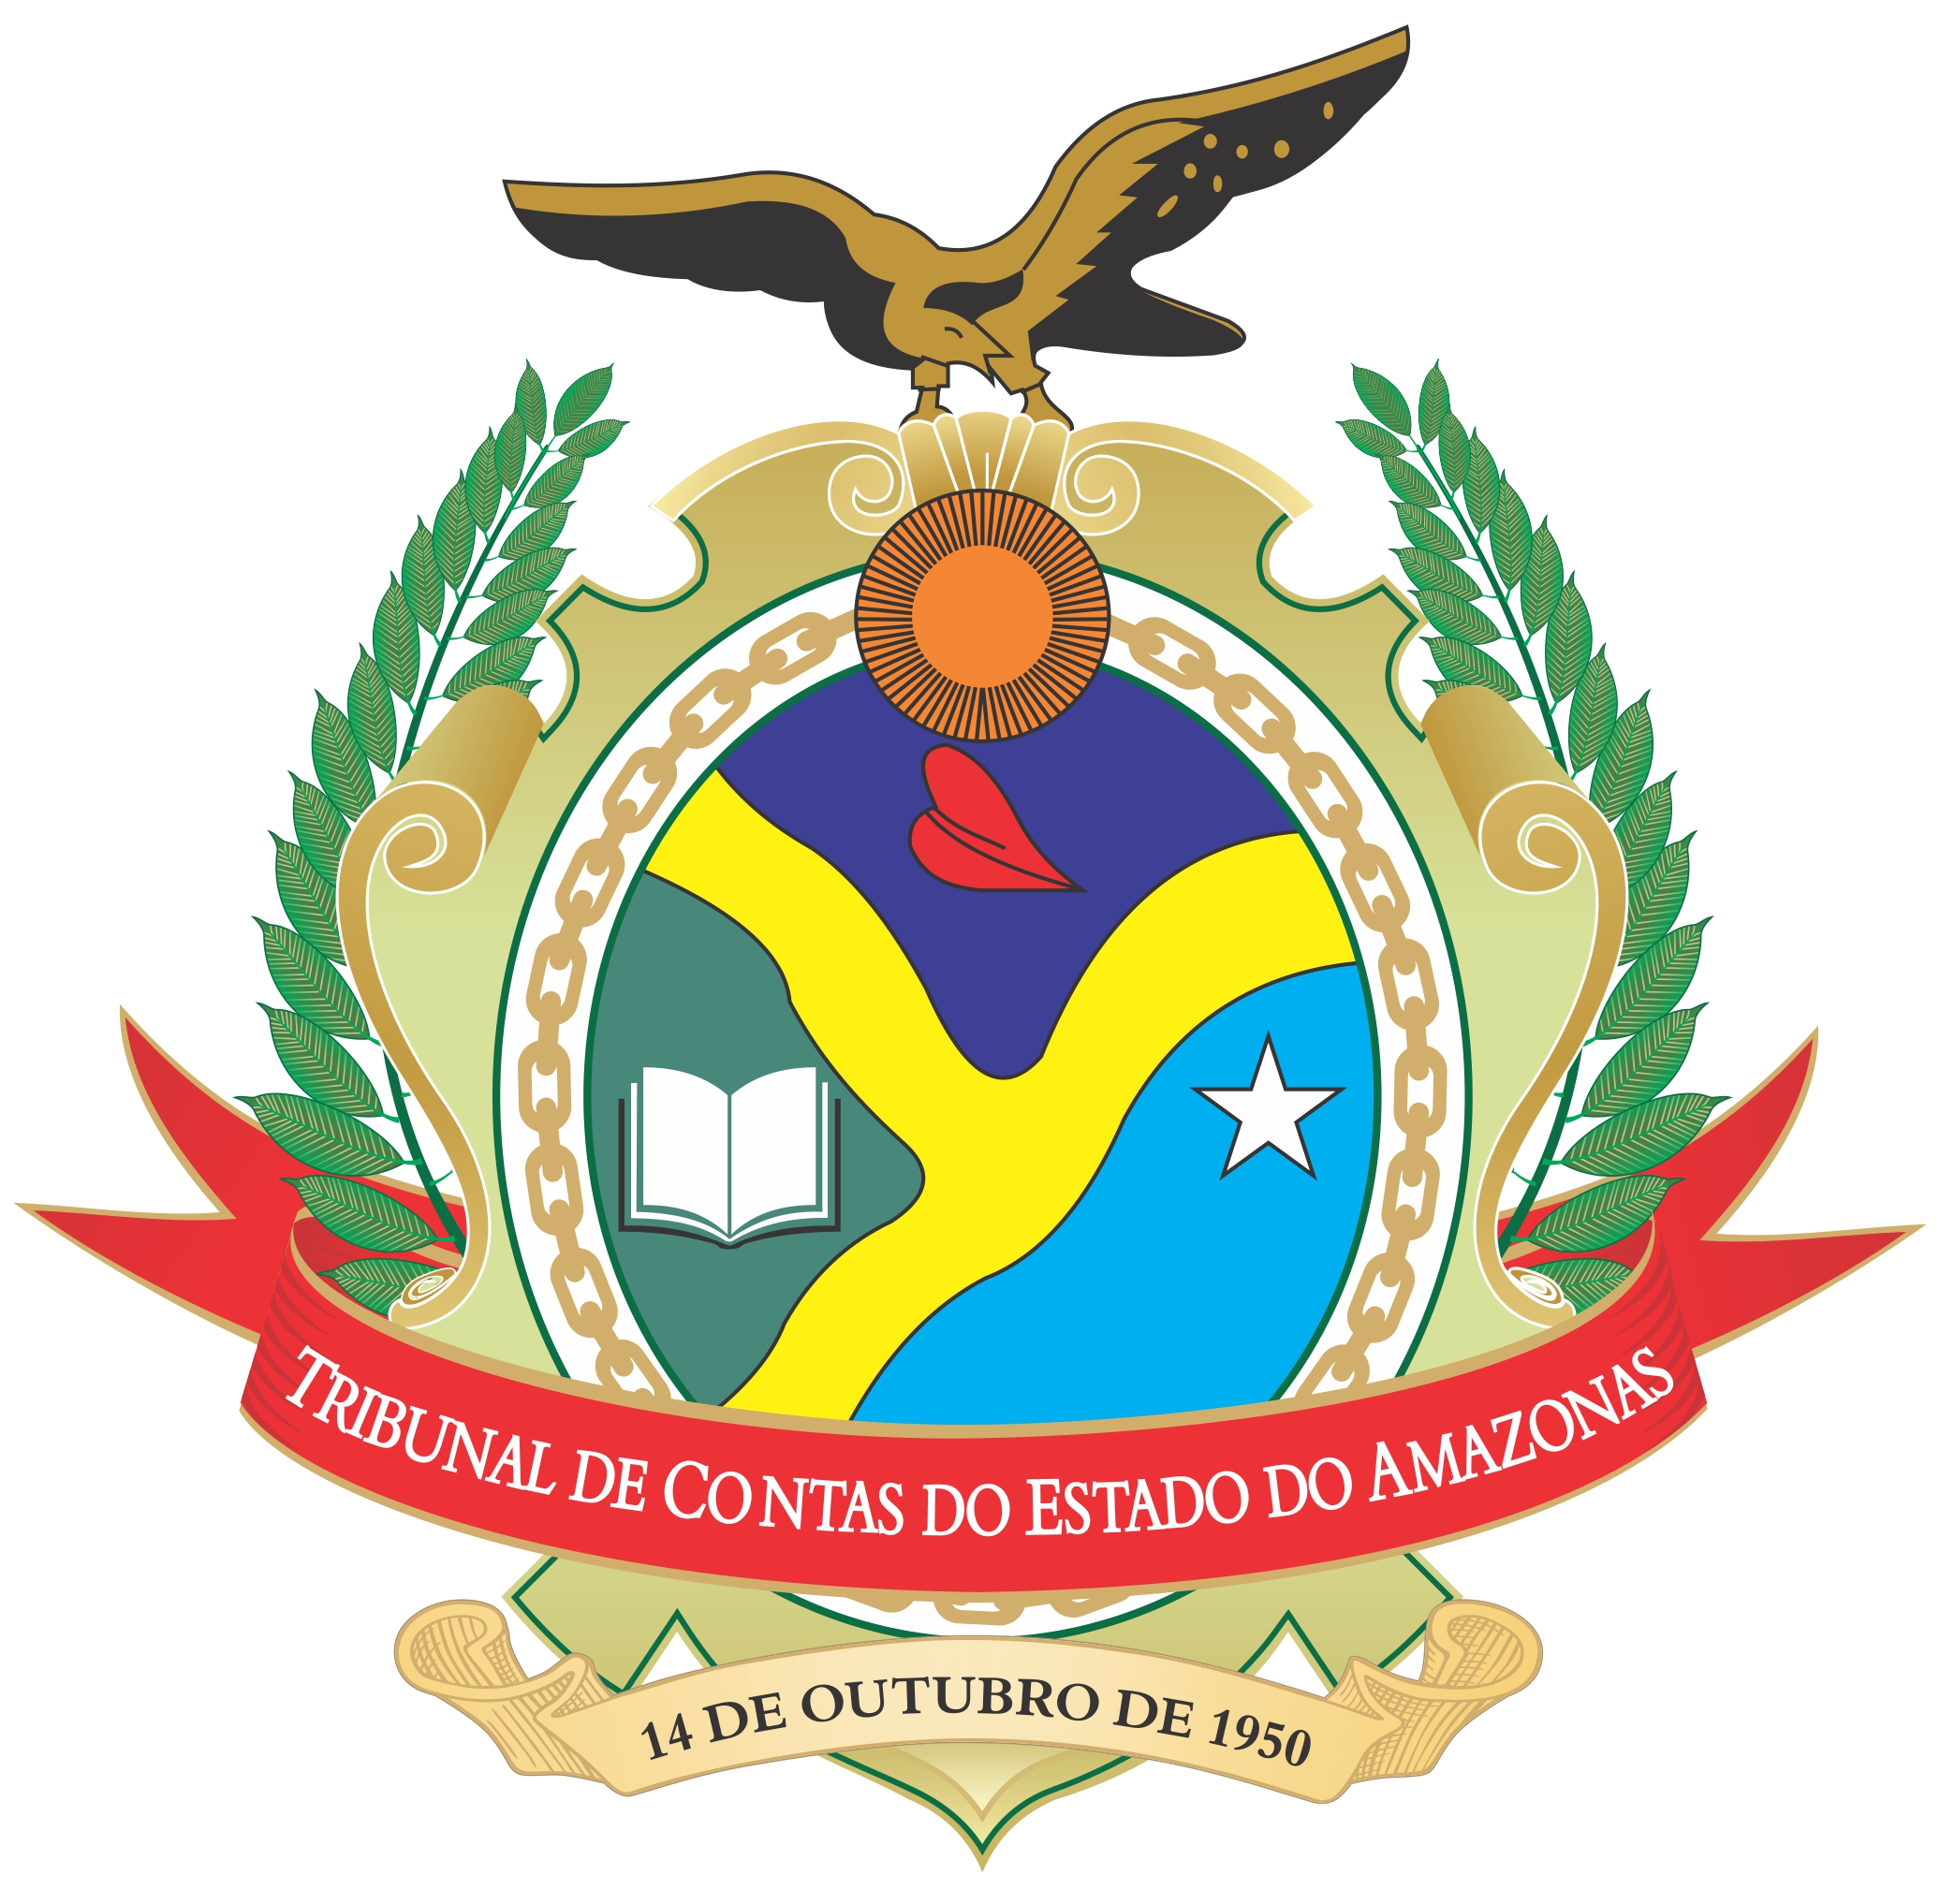 TRIBUNAL DE CONTAS DO ESTADO DO AMAZONAS
14 DE OUTUBRO DE 1950